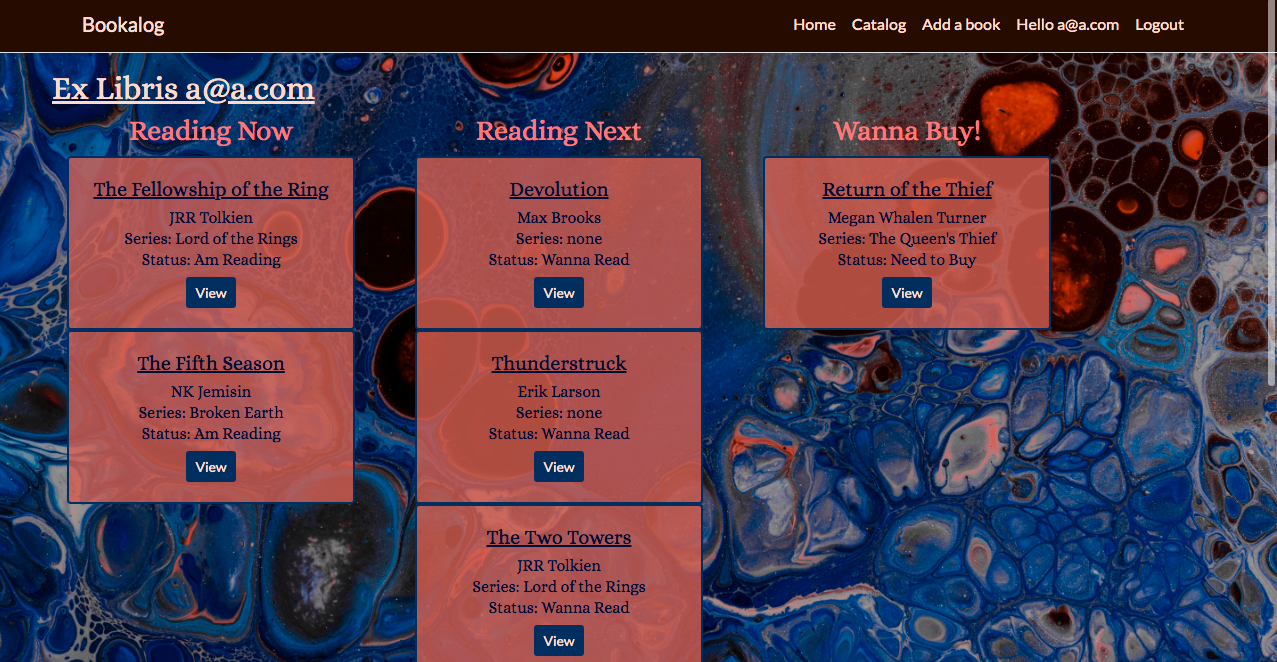 Bookalog
Home Catalog Add a book Hello a@a.com Logout
Ex Libris a@a.com
Reading Now
The Fellowship of the Ring
JRR Tolkien
Series: Lord of the Rings
Status: Am Reading
View
The Fifth Season
NK Jemisin
Series: Broken Earth
Status: Am Reading
View
Reading Next
Devolution
Max Brooks
Series: none
Status: Wanna Read
View
Thunderstruck
Erik Larson
Series: none
Status: Wanna Read
View
The Two Towers
JRR Tolkien
Series: Lord of the Rings
Status: Wanna Read
View
Wanna Buy!
Return of the Thief
Megan Whalen Turner
Series: The Queen's Thief
Status: Need to Buy
View